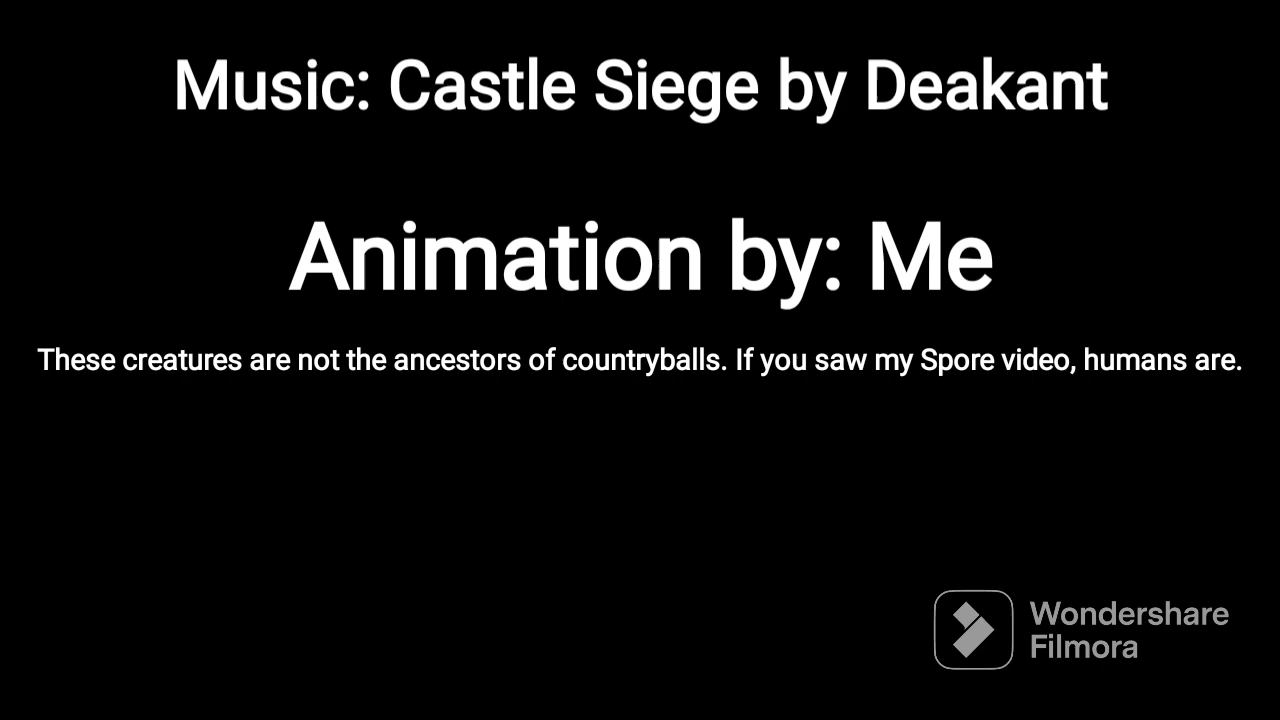 Music: Castle Siege by Deakant
Animation by: Me
These creatures are not the ancestors of countryballs. If you saw my Spore video, humans are.
Wondershare
Filmora